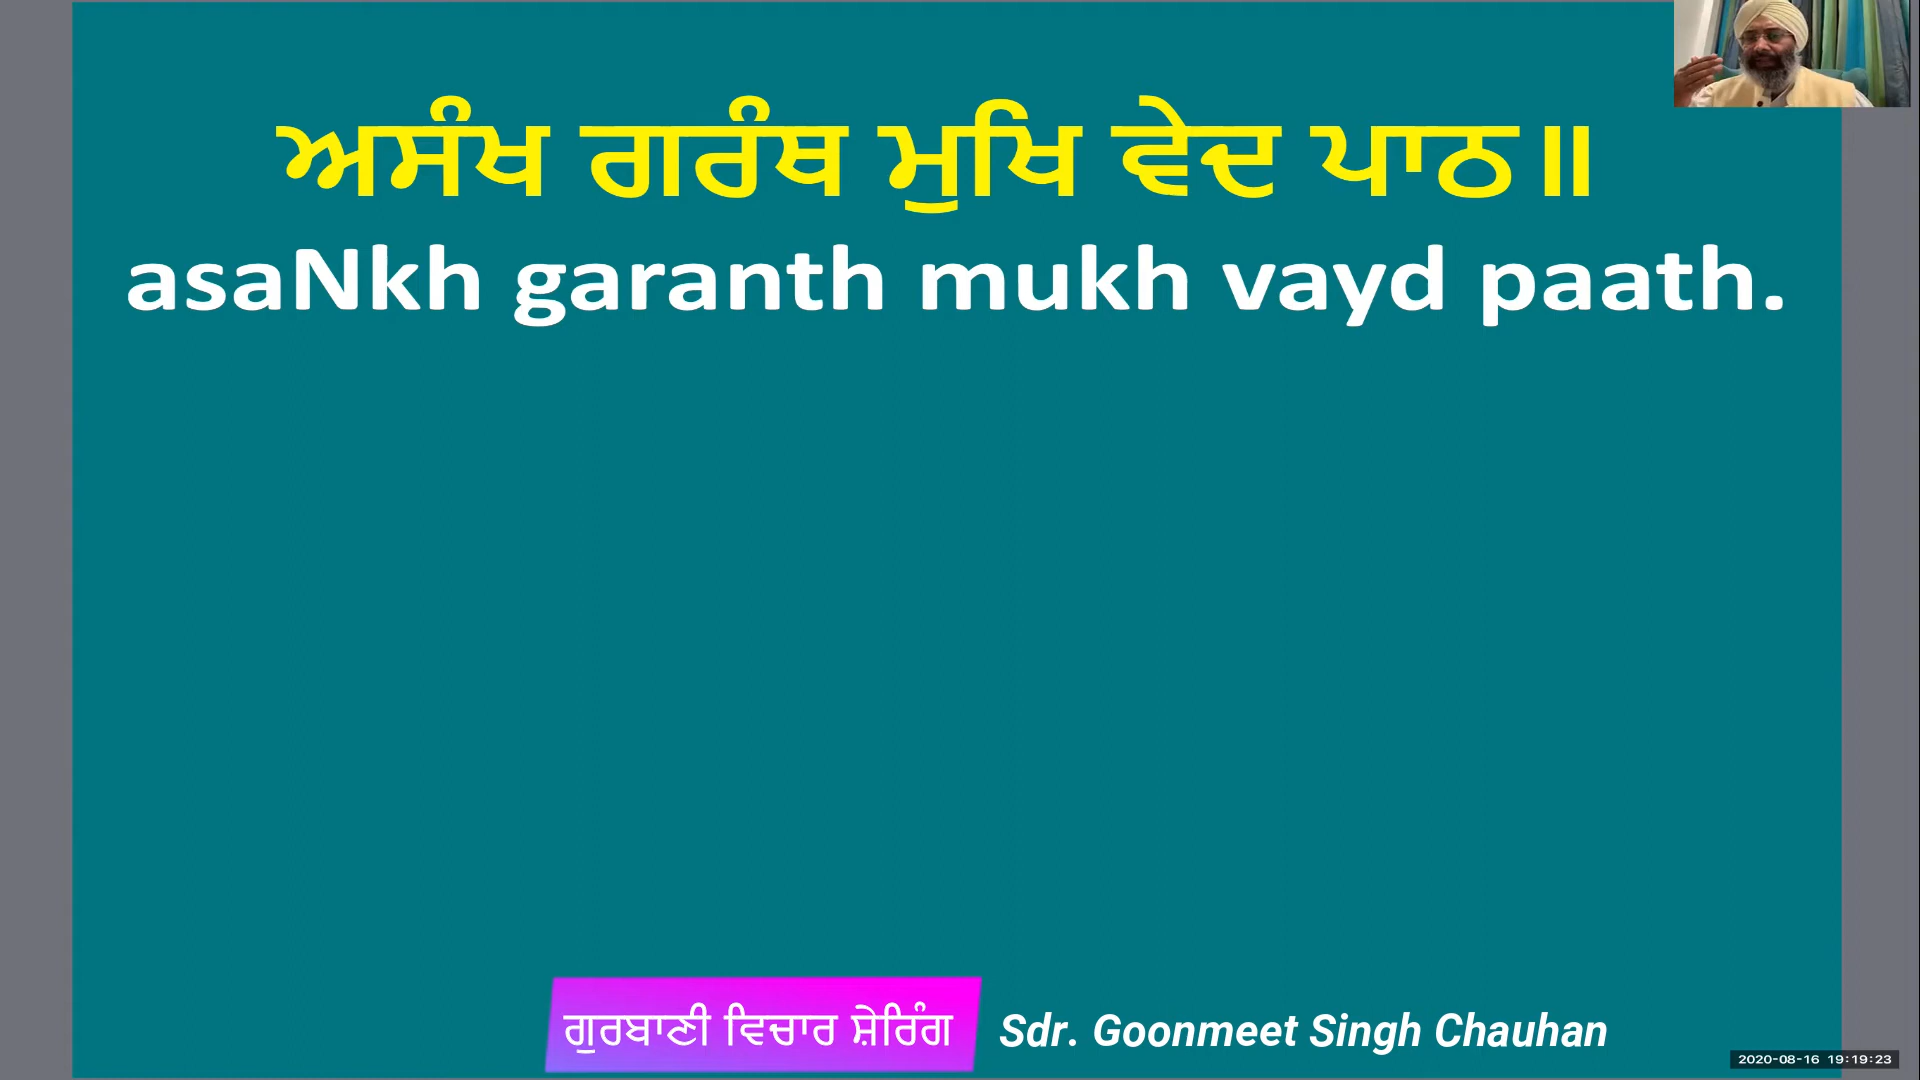 ਅਸੰਖ ਗਰੰਥ ਮੁਖਿ ਵੇਦ ਪਾਠ॥
asaNkh garanth mukh vayd paath.
ਗੁਰਬਾਣੀ ਵਿਚਾਰ ਸ਼ੇਰਿੰਗ Sdr. Goonmeet Singh Chauhan
2020-08-16 19:19:23